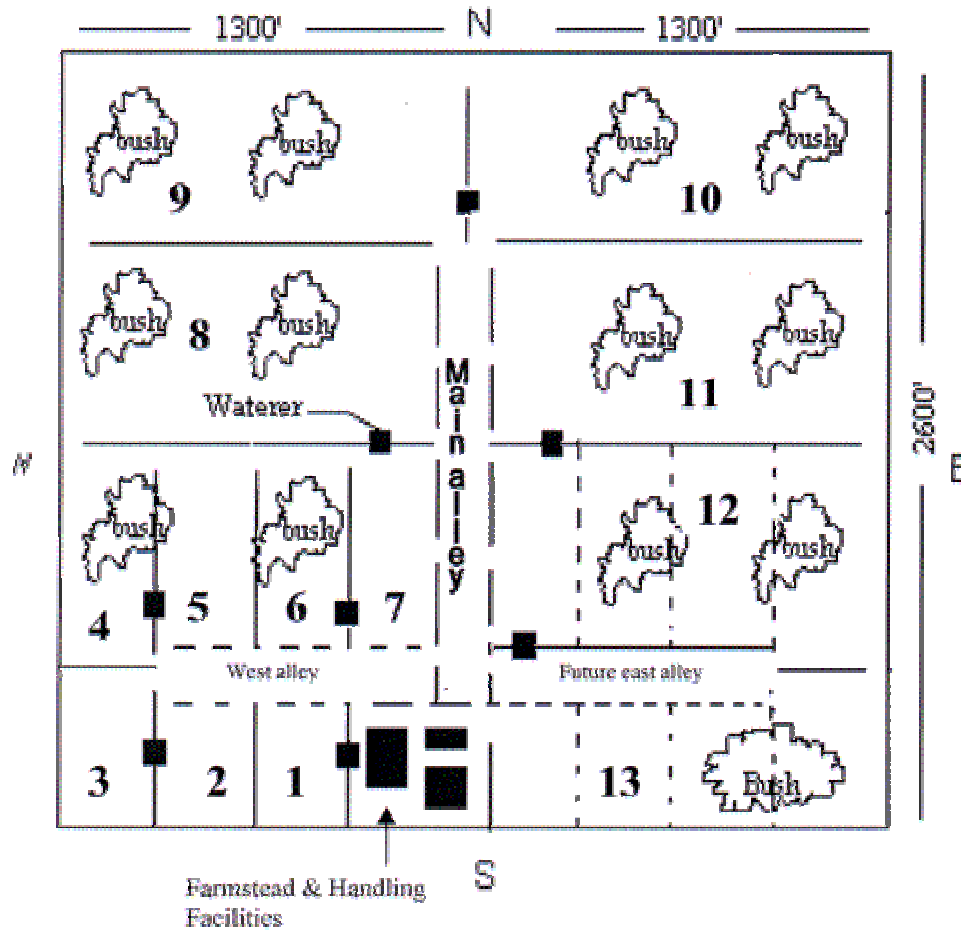 1300' N 1300'
bush bush bush bush
9 10
bush bush bush bush
8 11
Main alley
Waterer
2600'
W E
bush bush bush bush
12
4 5 6 7
West alley Future east alley
3 2 1 13 Bush
S
Farmstead & Handling
Facilities